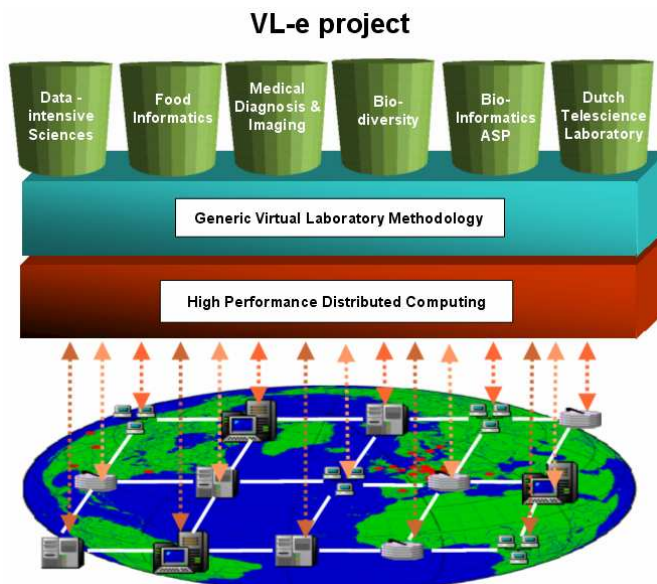 VL-e project
Data -
intensive
Sciences
Food
Informatics
Medical
Diagnosis &
Imaging
Bio-
diversity
Bio-
Informatics
ASP
Dutch
Telescience
Laboratory
Generic Virtual Laboratory Methodology
High Performance Distributed Computing